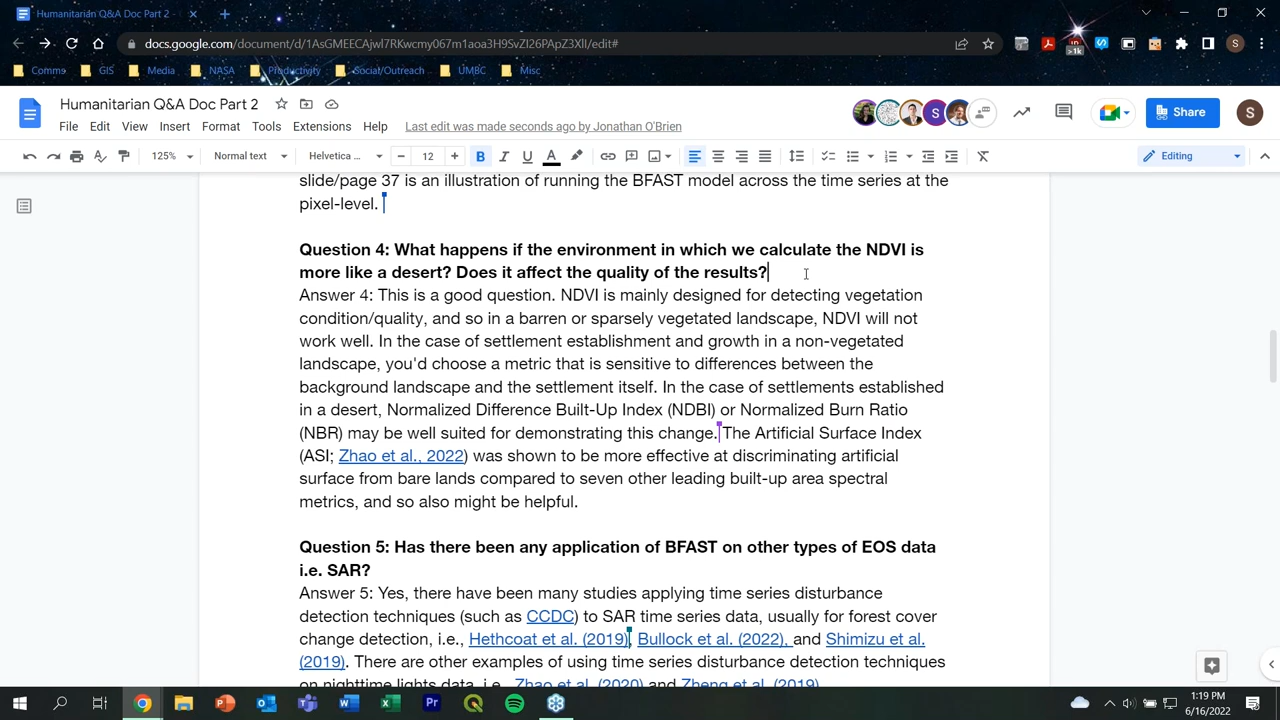 Humanitarian Q&A Doc Part 2
docs.google.com/document/d/1AsGMEECAjwl7RKwcmy067m1aoa3H9SvZI26PApZ3XlI/edit#
>1k
S
Comms
GIS
Media
NASA
Productivity
Social/Outreach
UMBC
Misc
Humanitarian Q&A Doc Part 2
S
Share
S
File Edit View Insert Format Tools Extensions Help Last edit was made seconds ago by Jonathan O'Brien
125% Normal text Helvetica ... 12 B I U A Editing
slide/page 37 is an illustration of running the BFAST model across the time series at the
pixel-level.
Question 4: What happens if the environment in which we calculate the NDVI is
more like a desert? Does it affect the quality of the results?
Answer 4: This is a good question. NDVI is mainly designed for detecting vegetation
condition/quality, and so in a barren or sparsely vegetated landscape, NDVI will not
work well. In the case of settlement establishment and growth in a non-vegetated
landscape, you'd choose a metric that is sensitive to differences between the
background landscape and the settlement itself. In the case of settlements established
in a desert, Normalized Difference Built-Up Index (NDBI) or Normalized Burn Ratio
(NBR) may be well suited for demonstrating this change. The Artificial Surface Index
(ASI; Zhao et al., 2022) was shown to be more effective at discriminating artificial
surface from bare lands compared to seven other leading built-up area spectral
metrics, and so also might be helpful.
Question 5: Has there been any application of BFAST on other types of EOS data
i.e. SAR?
Answer 5: Yes, there have been many studies applying time series disturbance
detection techniques (such as CCDC) to SAR time series data, usually for forest cover
change detection, i.e., Hethcoat et al. (2019), Bullock et al. (2022), and Shimizu et al.
(2019). There are other examples of using time series disturbance detection techniques
on nighttime lights data, i.e., Zhao et al. (2020) and Zheng et al. (2019).
1:19 PM
6/16/2022